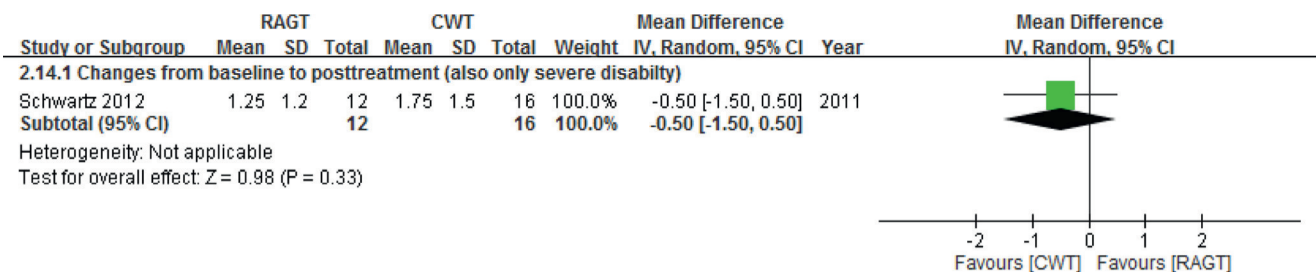 RAGT CWT Mean Difference Mean Difference
Study or Subgroup Mean SD Total Mean SD Total Weight IV, Random, 95% CI Year IV, Random, 95% CI
2.14.1 Changes from baseline to posttreatment (also only severe disabilty)
Schwartz 2012 1.25 1.2 12 1.75 1.5 16 100.0% -0.50 [-1.50, 0.50] 2011
Subtotal (95% CI) 12 16 100.0% -0.50 [-1.50, 0.50]
Heterogeneity: Not applicable
Test for overall effect: Z = 0.98 (P = 0.33)
-2 -1 0 1 2
Favours [CWT] Favours [RAGT]